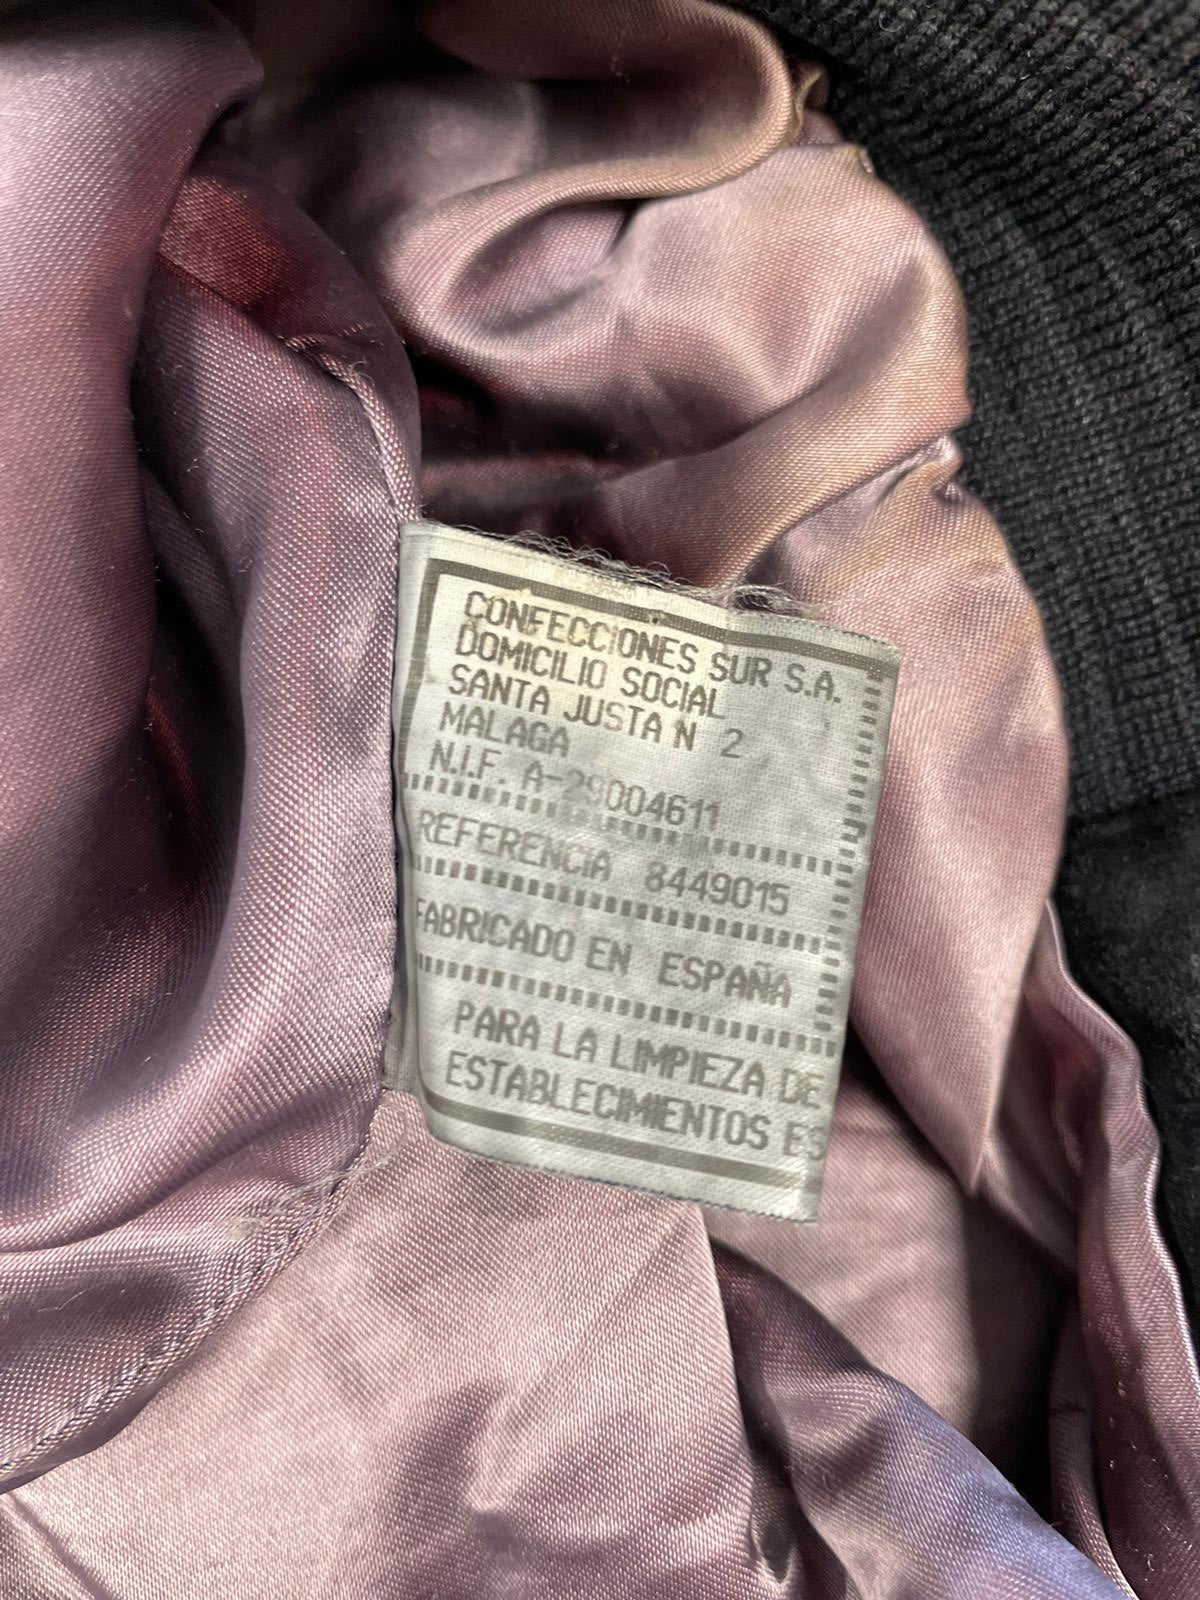 CONFECCIONES SUR S.A.
DOMICILIO SOCIAL
SANTA JUSTA N 2
MALAGA
N.I.F. A-29004611
REFERENCIA 8449015
FABRICADO EN ESPAÑA
PARA LA LIMPIEZA DE
ESTABLECIMIENTOS ES